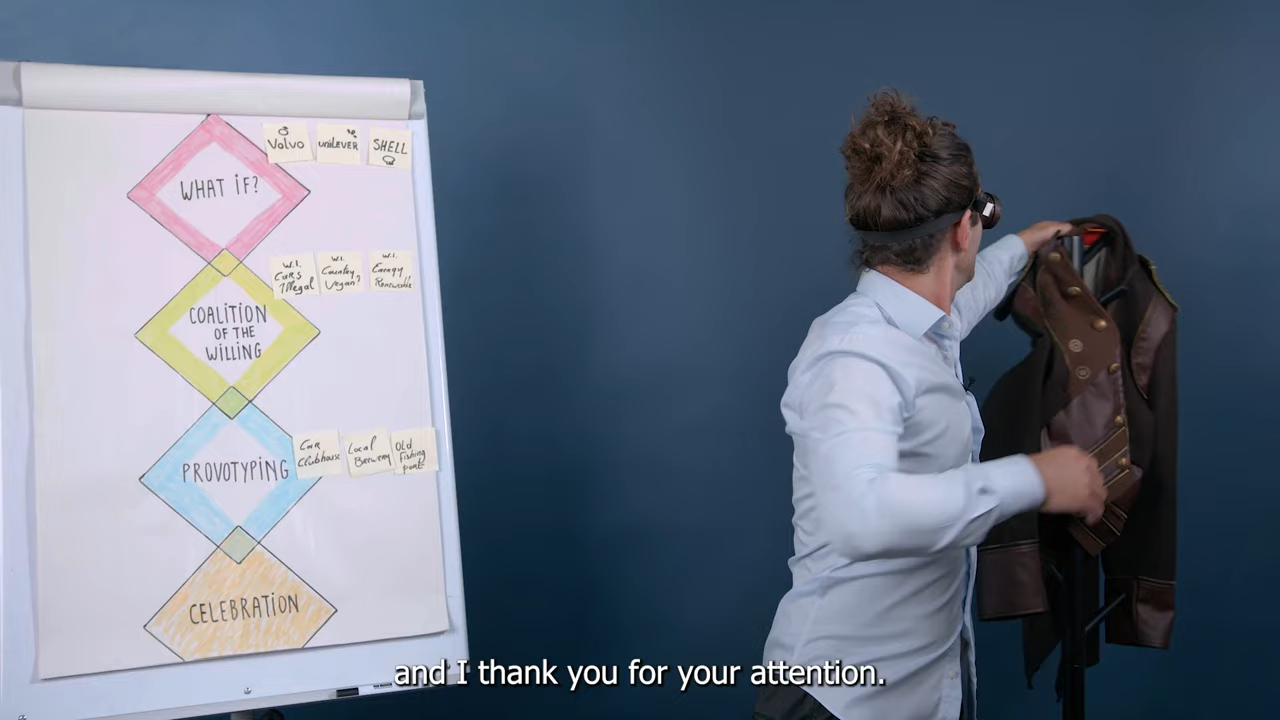 Volvo
UNILEVER
SHELL
WHAT iF?
W.I.
CARS
Illegal
W.I.
Country
Vegan?
W.I.
Energy
Renewable
COALITION
OF THE
WILLING
PROVOTYPING
Car
Clubhouse
Local
Brewery
Old
Fishing
port
CELEBRATION
and I thank you for your attention.